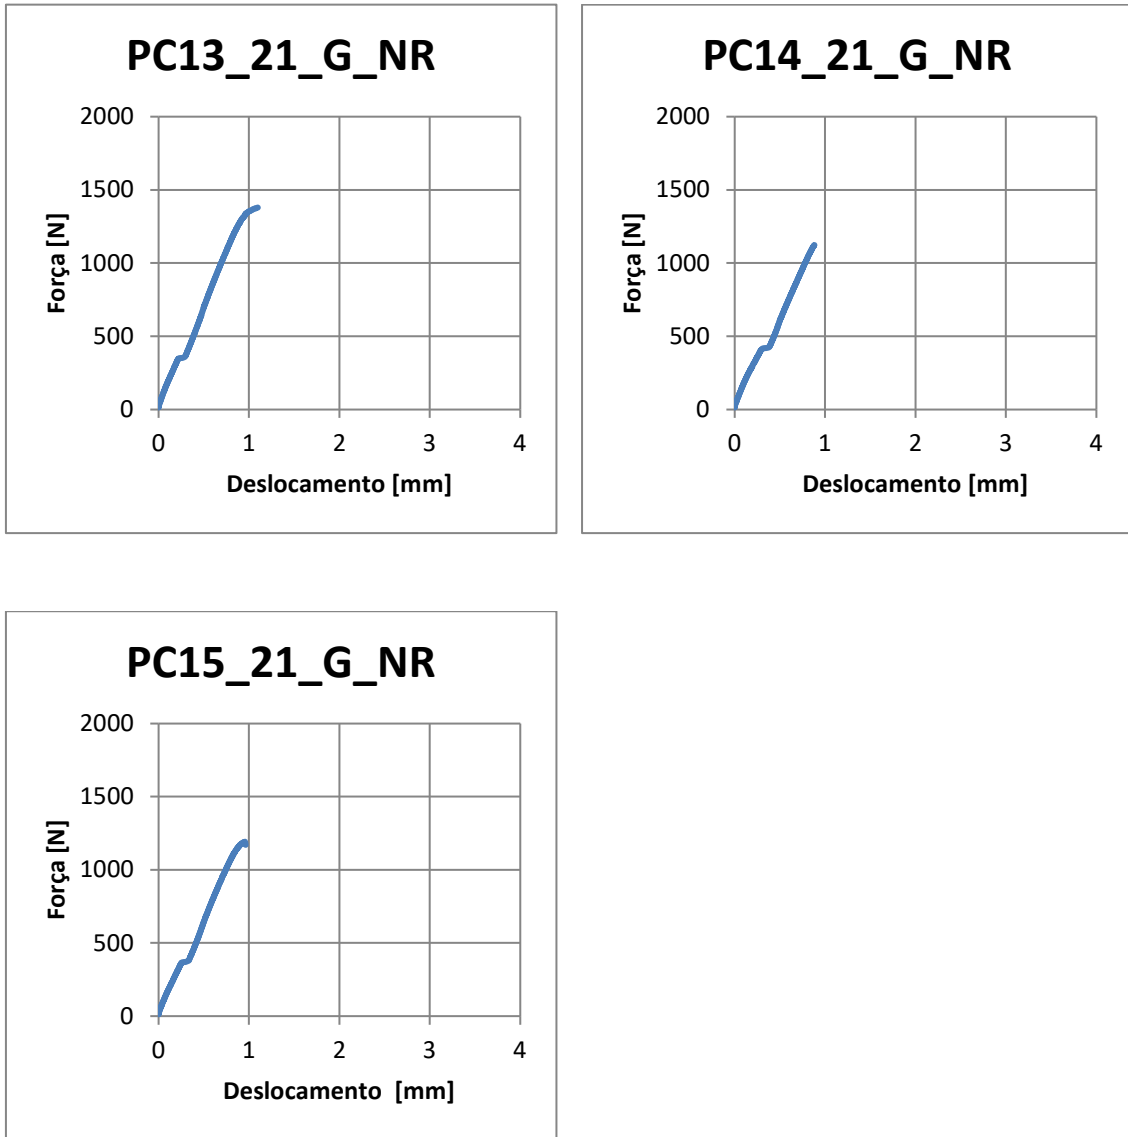 PC13_21_G_NR
2000
1500
1000
500
0
0 1 2 3 4
Força [N]
Deslocamento [mm]
PC14_21_G_NR
2000
1500
1000
500
0
0 1 2 3 4
Força [N]
Deslocamento [mm]
PC15_21_G_NR
2000
1500
1000
500
0
0 1 2 3 4
Força [N]
Deslocamento [mm]